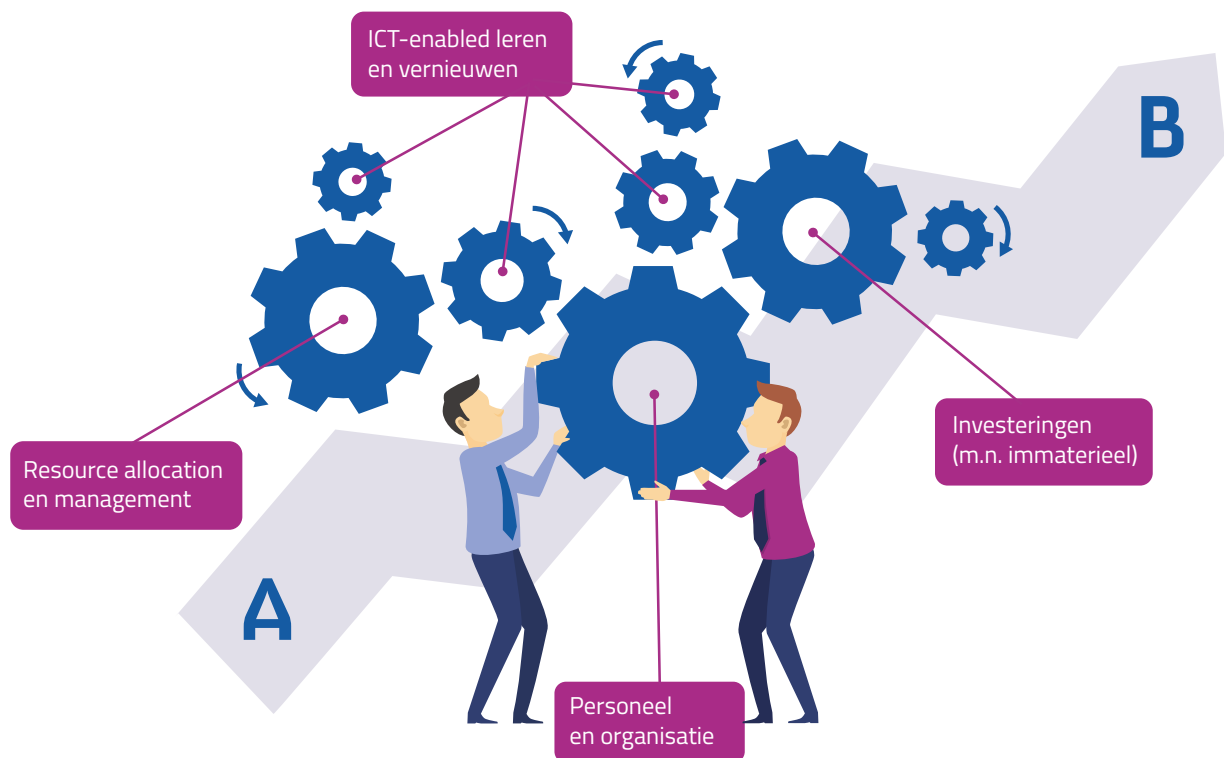 ICT-enabled leren
en vernieuwen
B
Investeringen
(m.n. immaterieel)
Resource allocation
en management
A
Personeel
en organisatie